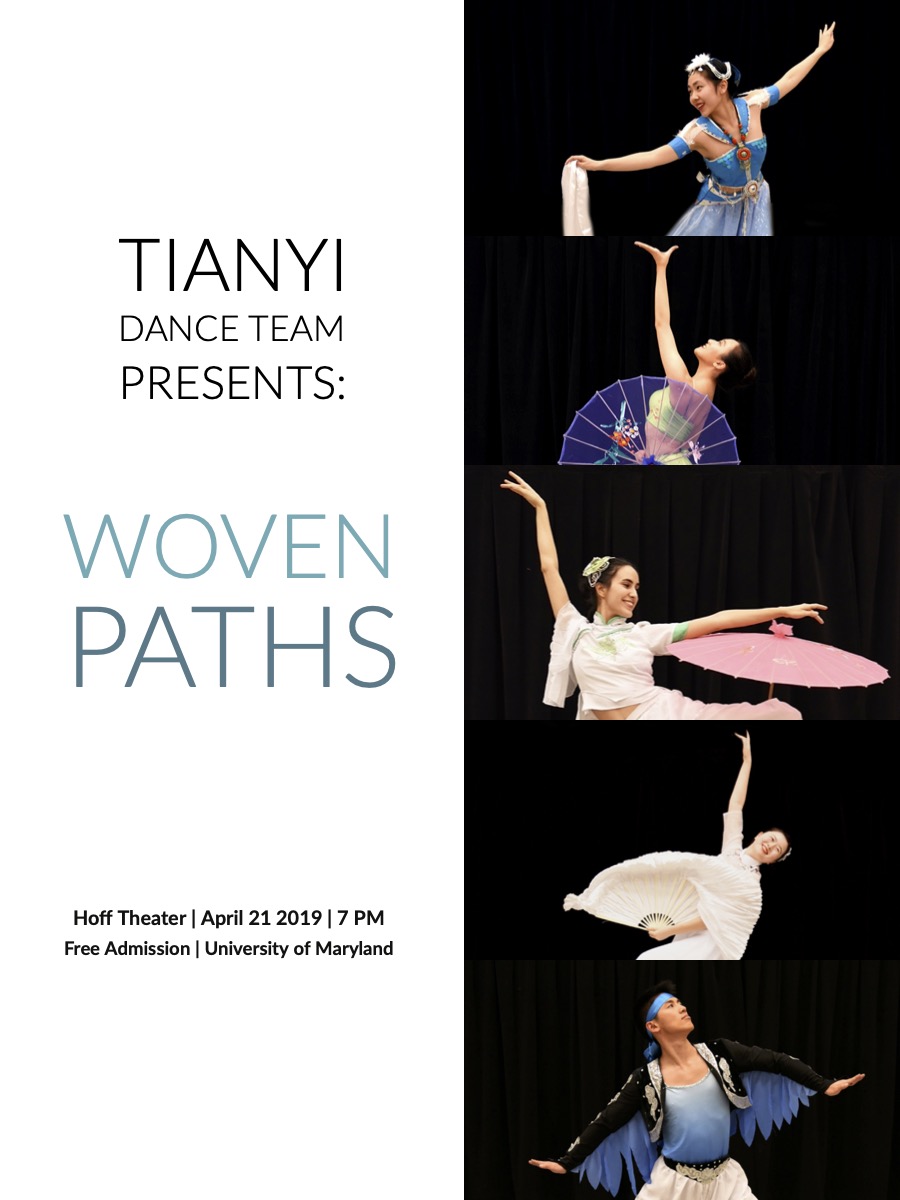 TIANYI
DANCE TEAM
PRESENTS:
WOVEN
PATHS
Hoff Theater | April 21 2019 | 7 PM
Free Admission | University of Maryland